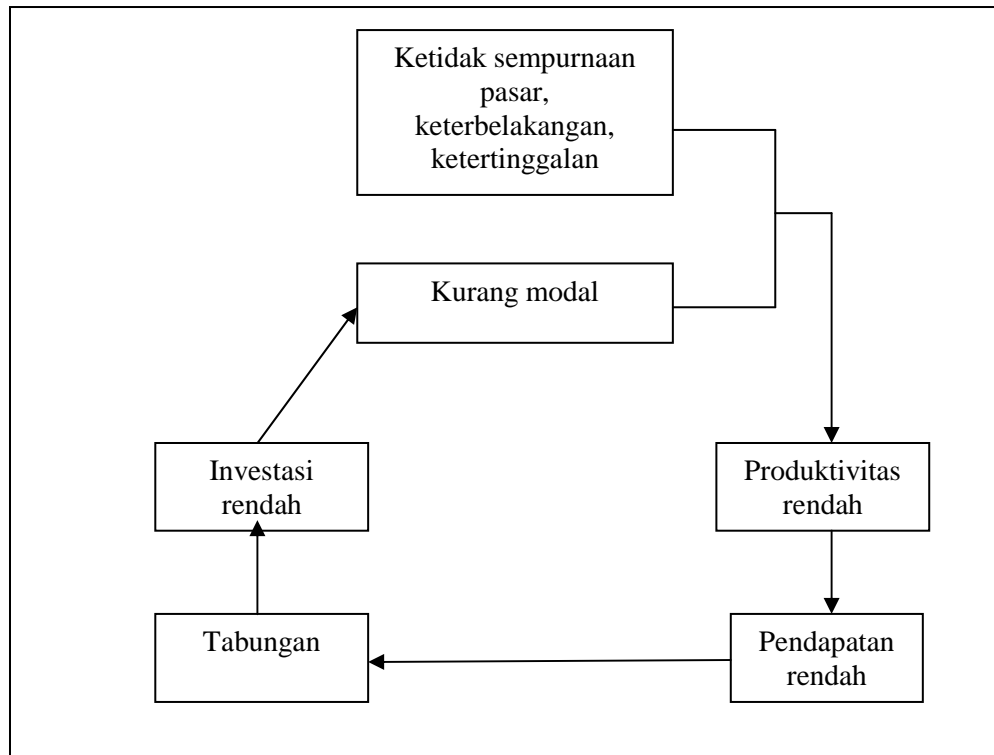 Ketidak sempurnaan
pasar,
keterbelakangan,
ketertinggalan
Kurang modal
Investasi
rendah
Produktivitas
rendah
Tabungan
Pendapatan
rendah